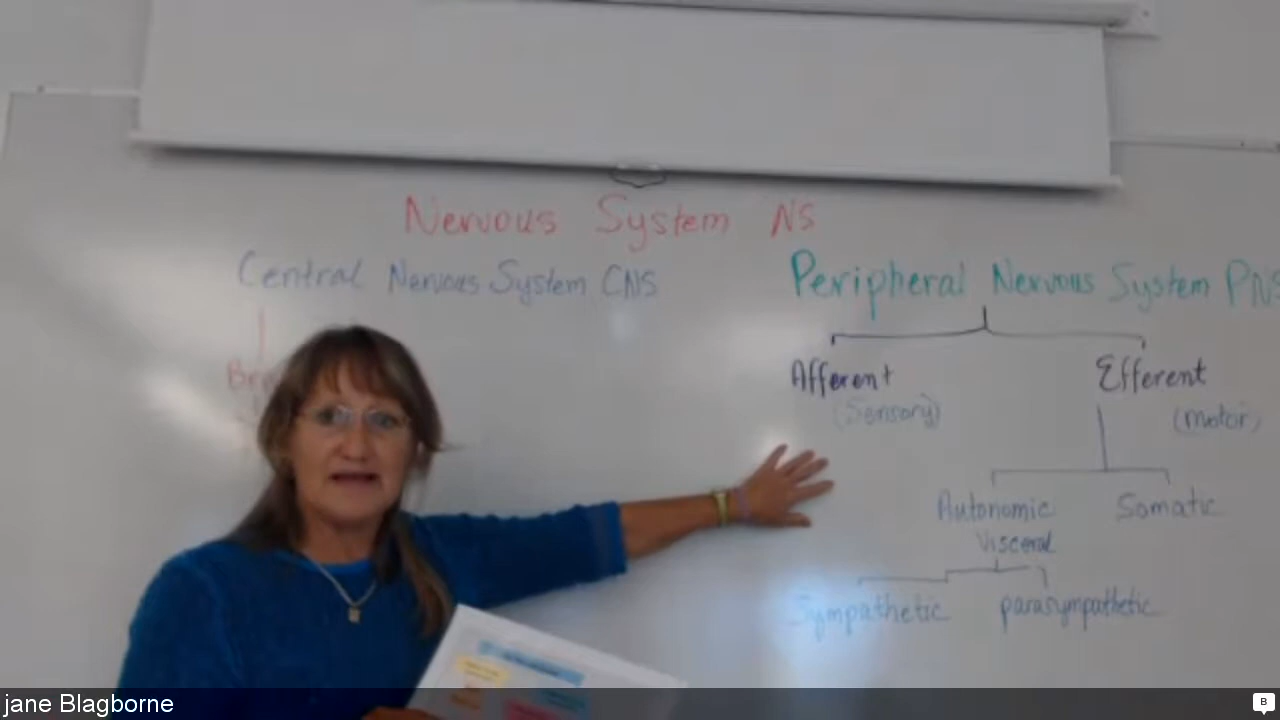 Nervous System NS
Central Nervous System CNS
Peripheral Nervous System PNS
Afferent
(Sensory)
Efferent
(motor)
Autonomic
Visceral
Somatic
Sympathetic
parasympathetic
jane Blagborne
B